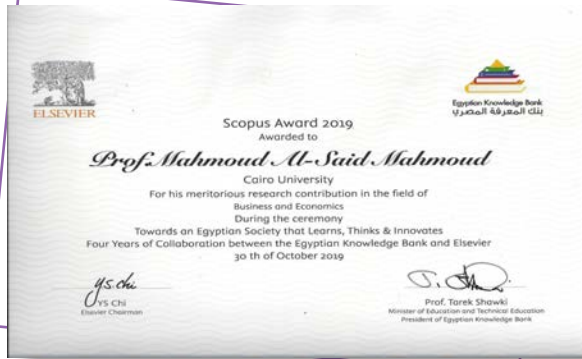 ELSEVIER
Egyptian Knowledge Bank
بنك المعرفة المصري
Scopus Award 2019
Awarded to
Prof.Mahmoud Al-Said Mahmoud
Cairo University
For his meritorious research contribution in the field of
Business and Economics
During the ceremony
Towards an Egyptian Society that Learns, Thinks & Innovates
Four Years of Collaboration between the Egyptian Knowledge Bank and Elsevier
30 th of October 2019
ys.chi
YS Chi
Elsevier Chairman
Prof. Tarek Shawki
Minister of Education and Technical Education
President of Egyptian Knowledge Bank